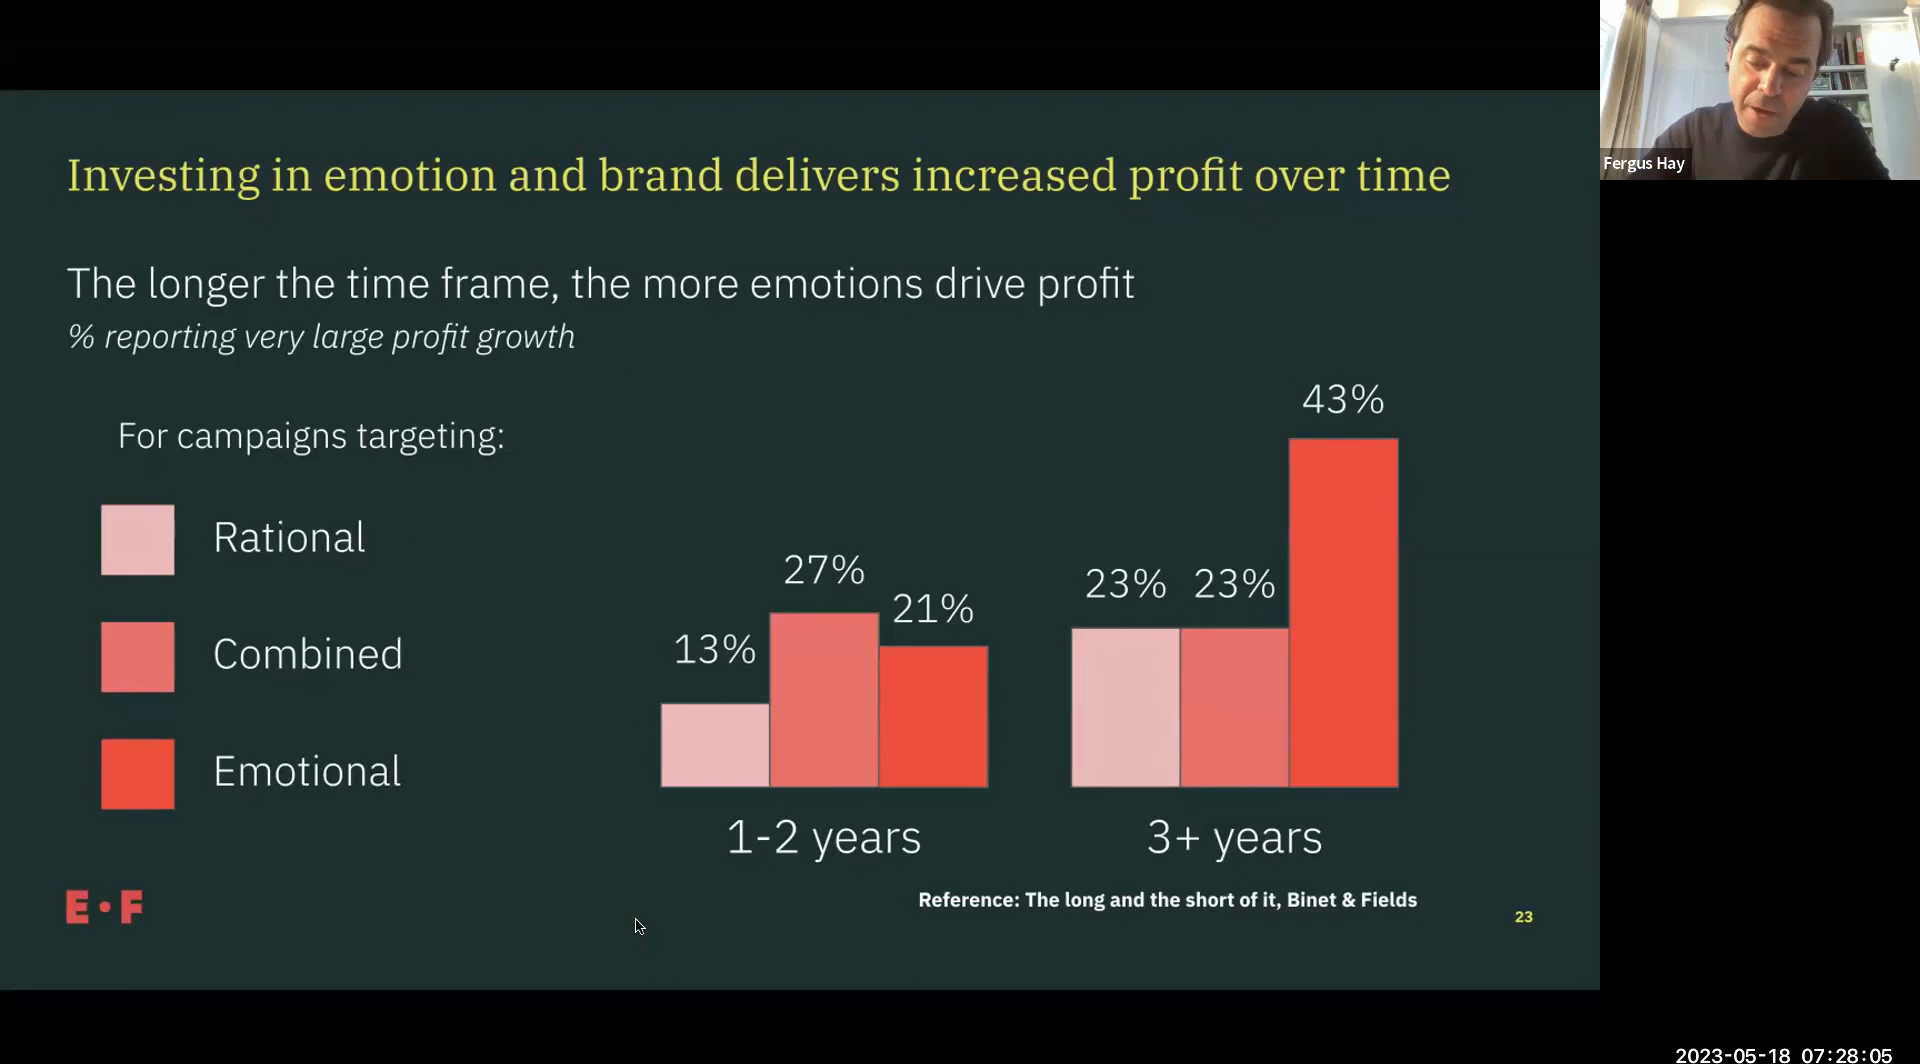 Investing in emotion and brand delivers increased profit over time
The longer the time frame, the more emotions drive profit
% reporting very large profit growth
For campaigns targeting:
Rational
Combined
Emotional
13%
27%
21%
23%
23%
43%
1-2 years
3+ years
Reference: The long and the short of it, Binet & Fields
E•F
23
Fergus Hay
2023-05-18 07:28:05